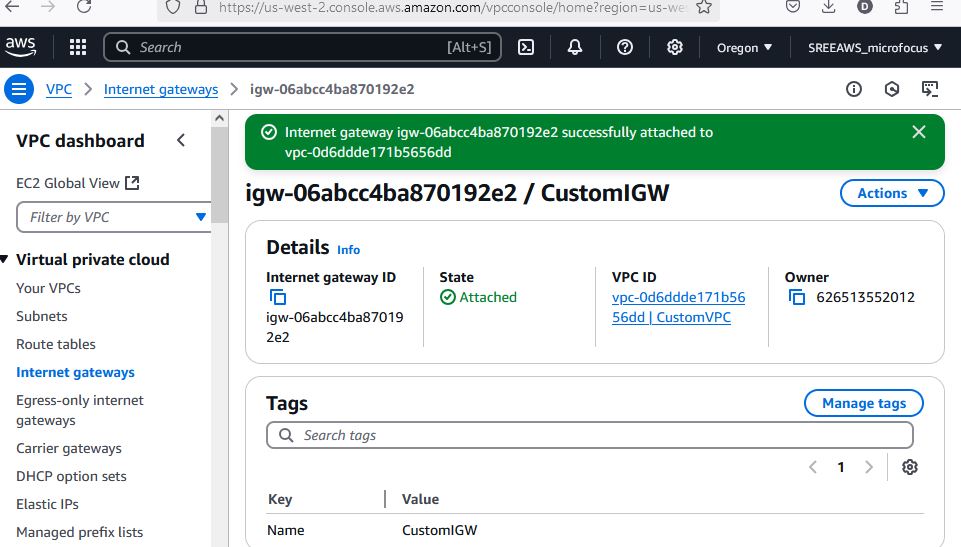 https://us-west-2.console.aws.amazon.com/vpcconsole/home?region=us-we
D
aws
Search [Alt+S]
Oregon
SREEAWS_microfocus
VPC > Internet gateways > igw-06abcc4ba870192e2
VPC dashboard
EC2 Global View
Filter by VPC
Virtual private cloud
Your VPCs
Subnets
Route tables
Internet gateways
Egress-only internet
gateways
Carrier gateways
DHCP option sets
Elastic IPs
Managed prefix lists
Internet gateway igw-06abcc4ba870192e2 successfully attached to
vpc-0d6ddde171b5656dd
igw-06abcc4ba870192e2 / CustomIGW
Actions
Details Info
Internet gateway ID
igw-06abcc4ba87019
2e2
State
Attached
VPC ID
vpc-0d6ddde171b56
56dd | CustomVPC
Owner
626513552012
Tags
Manage tags
Search tags
1
Key Value
Name CustomIGW